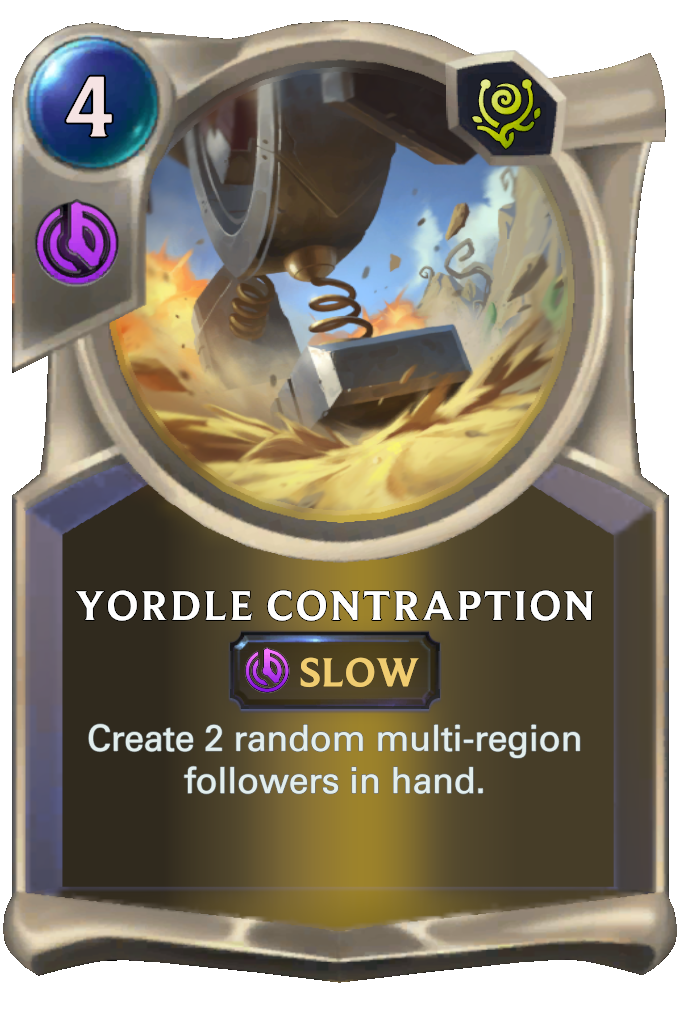 4
YORDLE CONTRAPTION
SLOW
Create 2 random multi-region
followers in hand.